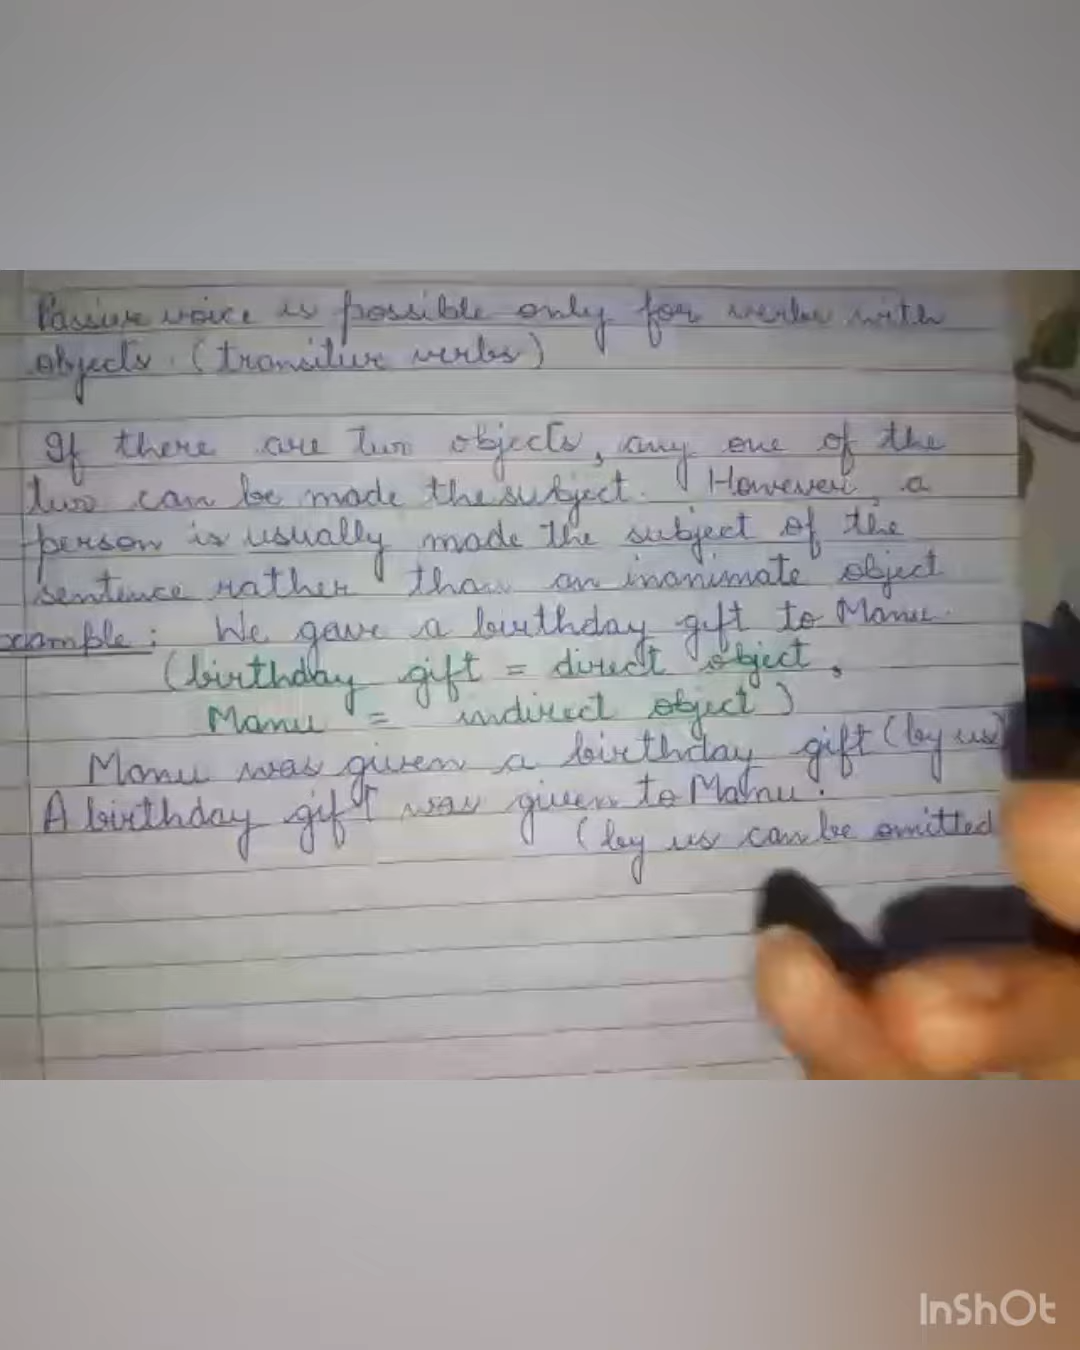 Passive voice is possible only for verbs with
objects. (transitive verbs)
If there are two objects, any one of the
two can be made the subject. However, a
person is usually made the subject of the
sentence rather than an inanimate object
xample: We gave a birthday gift to Manu.
(birthday gift = direct object,
Manu = indirect object)
Manu was given a birthday gift (by us)
A birthday gift was given to Manu.
(by us can be omitted
InShOt